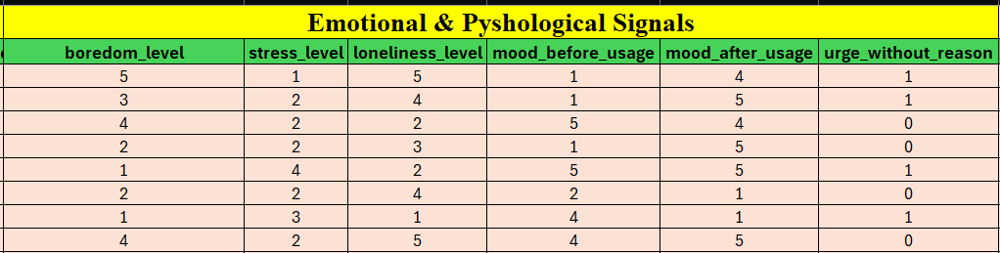 Emotional & Pyshological Signals
boredom_level stress_level loneliness_level mood_before_usage mood_after_usage urge_without_reason
5 1 5 1 4 1
3 2 4 1 5 1
4 2 2 5 4 0
2 2 3 1 5 0
1 4 2 5 5 1
2 2 4 2 1 0
1 3 1 4 1 1
4 2 5 4 5 0